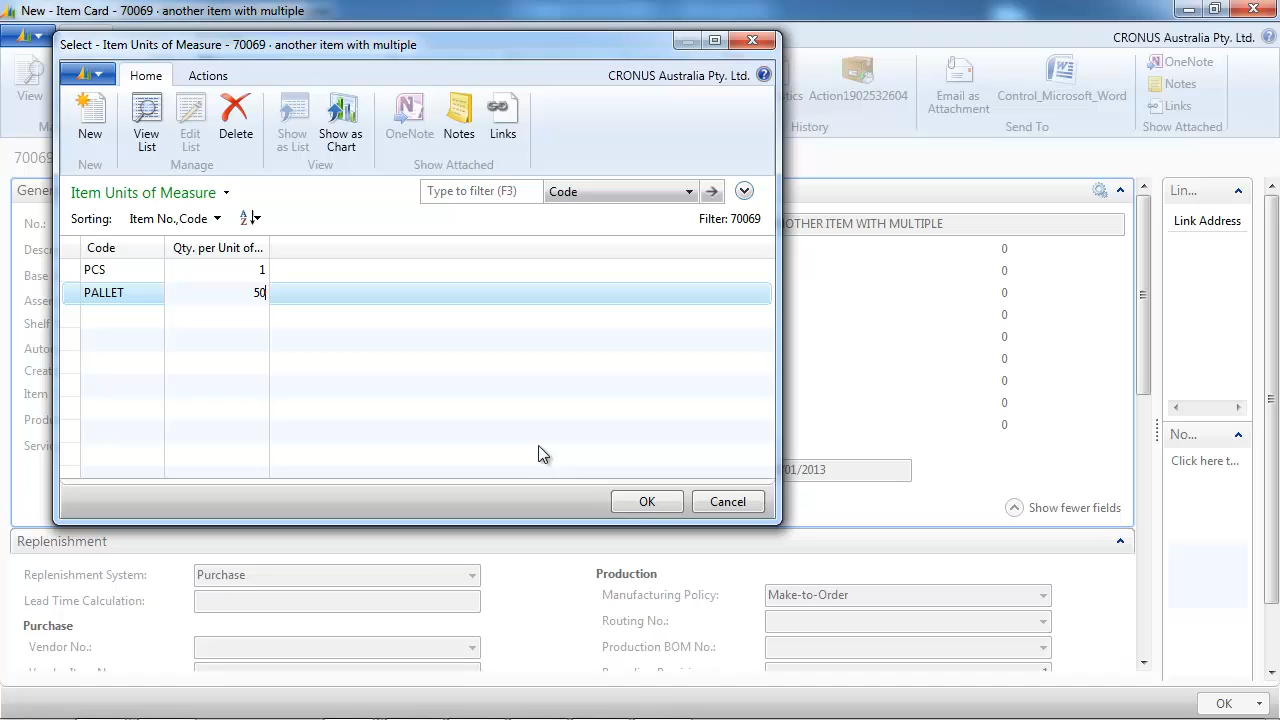 New - Item Card - 70069 · another item with multiple
CRONUS Australia Pty. Ltd.
View
OneNote
Notes
Links
Action1902532604
Email as
Attachment
Control_Microsoft_Word
History
Send To
Show Attached
Select - Item Units of Measure - 70069 - another item with multiple
Home
Actions
CRONUS Australia Pty. Ltd.
New
View
List
Edit
List
Delete
Show
as List
Show as
Chart
OneNote
Notes
Links
New
Manage
View
Show Attached
Item Units of Measure
Type to filter (F3)
Code
Sorting:
Item No.,Code
Filter: 70069
Code
Qty. per Unit of...
PCS
1
PALLET
50
OK
Cancel
70069
No.:
Base
Shelf
Item
OTHER ITEM WITH MULTIPLE
0
0
0
0
0
0
0
0
0
/01/2013
Show fewer fields
Lin...
Link Address
No...
Click here t...
Replenishment
Replenishment System:
Purchase
Lead Time Calculation:
Purchase
Vendor No.:
Production
Manufacturing Policy:
Make-to-Order
Routing No.:
Production BOM No.:
OK